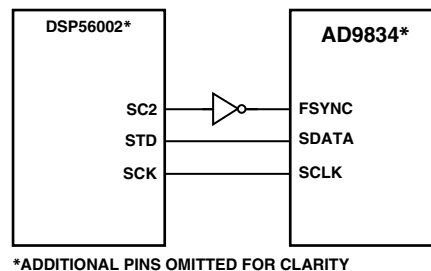 DSP56002*
AD9834*
SC2
FSYNC
STD
SDATA
SCK
SCLK
*ADDITIONAL PINS OMITTED FOR CLARITY